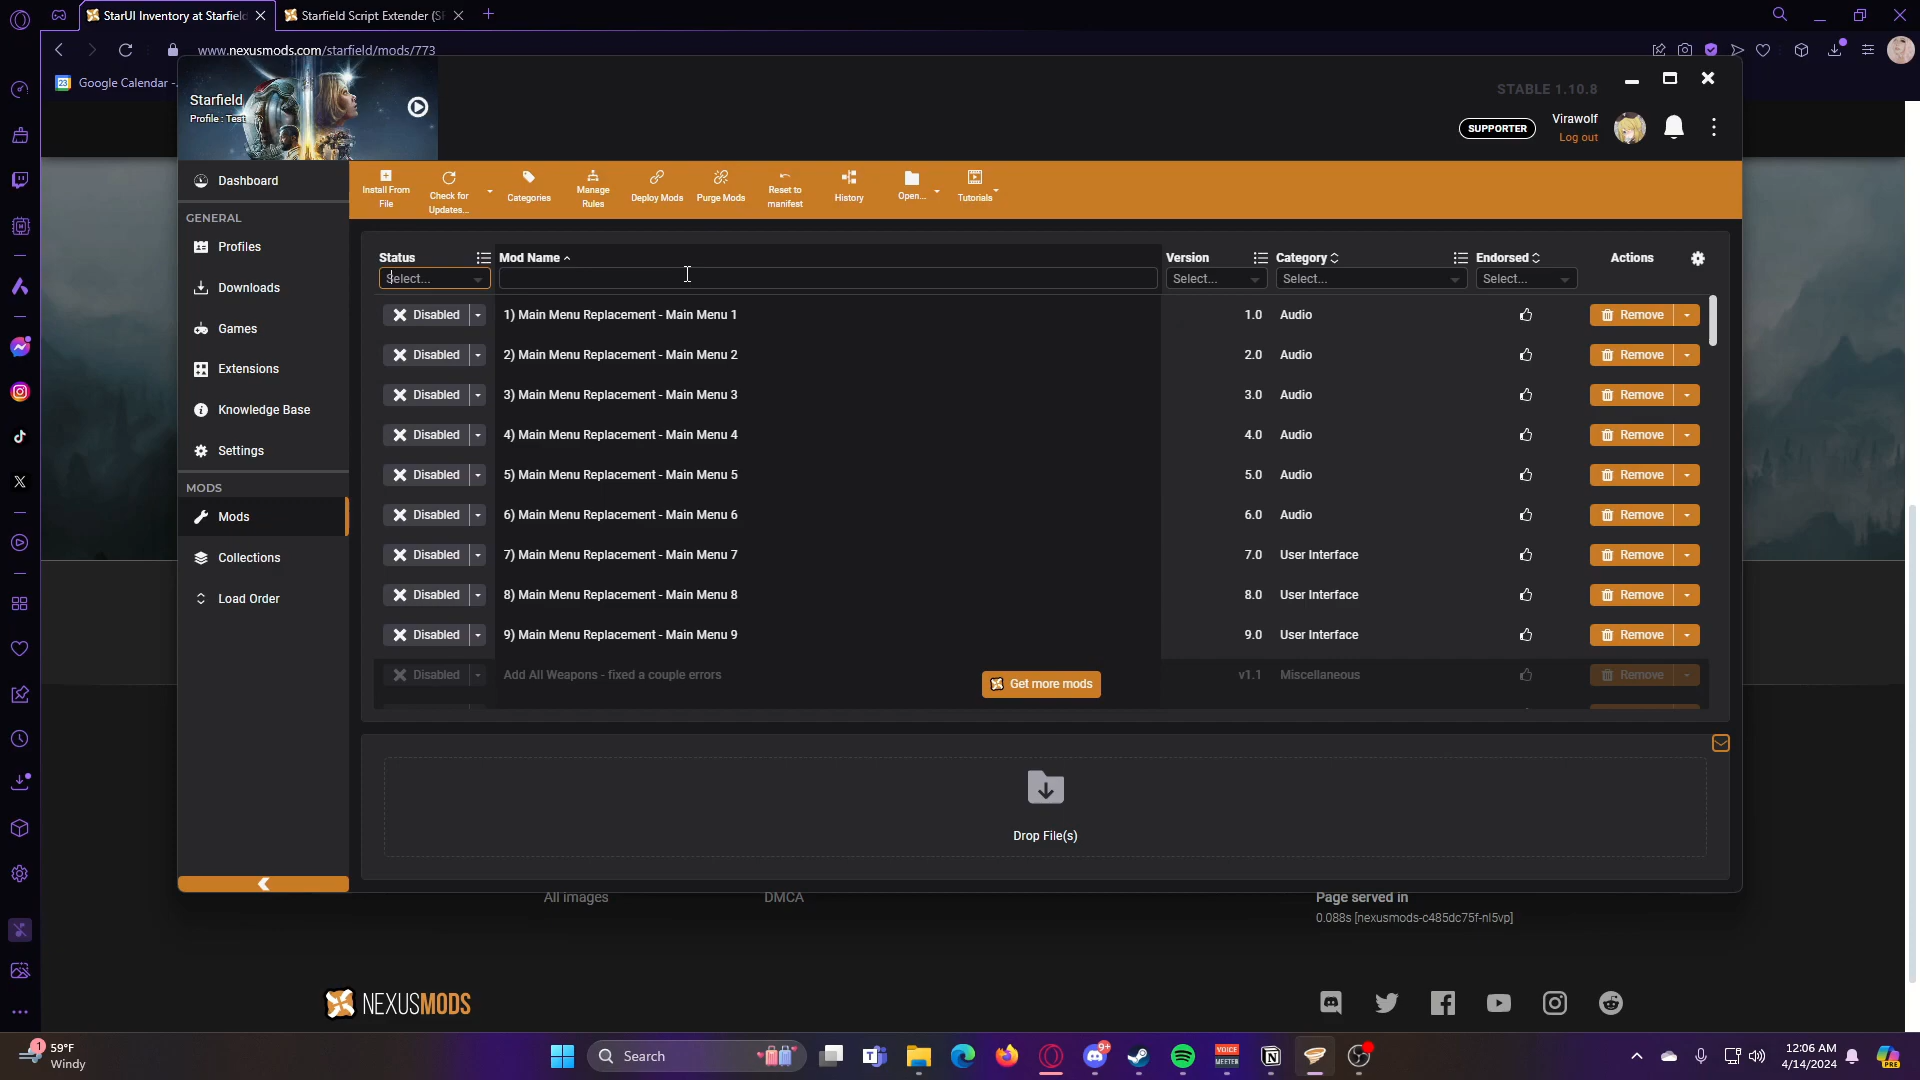 StarUI Inventory at Starfield
Starfield Script Extender (SF
www.nexusmods.com/starfield/mods/773
Google Calendar -
Starfield
Profile : Test
STABLE 1.10.8
SUPPORTER
Virawolf
Log out
Dashboard
GENERAL
Profiles
Downloads
Games
Extensions
Knowledge Base
Settings
MODS
Mods
Collections
Load Order
Install From File
Check for Updates...
Categories
Manage Rules
Deploy Mods
Purge Mods
Reset to manifest
History
Open...
Tutorials
Status Mod Name Version Category Endorsed Actions
Select... Select... Select... Select...
Disabled 1) Main Menu Replacement - Main Menu 1 1.0 Audio Remove
Disabled 2) Main Menu Replacement - Main Menu 2 2.0 Audio Remove
Disabled 3) Main Menu Replacement - Main Menu 3 3.0 Audio Remove
Disabled 4) Main Menu Replacement - Main Menu 4 4.0 Audio Remove
Disabled 5) Main Menu Replacement - Main Menu 5 5.0 Audio Remove
Disabled 6) Main Menu Replacement - Main Menu 6 6.0 Audio Remove
Disabled 7) Main Menu Replacement - Main Menu 7 7.0 User Interface Remove
Disabled 8) Main Menu Replacement - Main Menu 8 8.0 User Interface Remove
Disabled 9) Main Menu Replacement - Main Menu 9 9.0 User Interface Remove
Disabled Add All Weapons - fixed a couple errors v1.1 Miscellaneous Remove
Get more mods
Drop File(s)
All images
DMCA
Page served in
0.088s [nexusmods-c485dc75f-nl5vp]
NEXUSMODS
1
59°F
Windy
Search
9+
VOICE MEETER
12:06 AM
4/14/2024
PRE